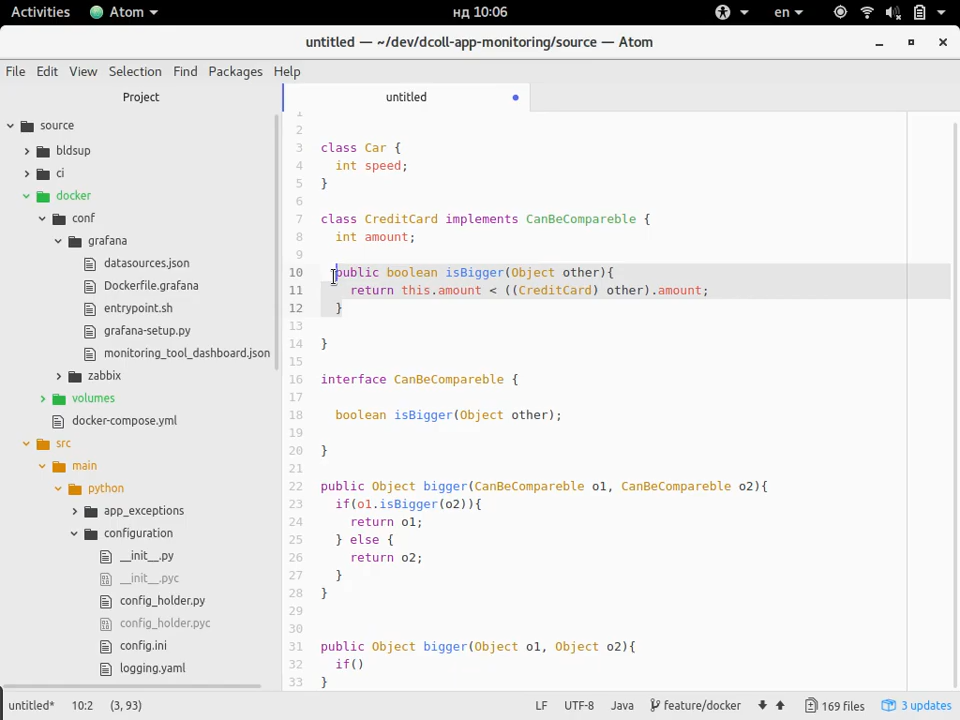 Activities Atom нд 10:06 en
untitled — ~/dev/dcoll-app-monitoring/source — Atom
File Edit View Selection Find Packages Help
Project
untitled
source
bldsup
ci
docker
conf
grafana
datasources.json
Dockerfile.grafana
entrypoint.sh
grafana-setup.py
monitoring_tool_dashboard.json
zabbix
volumes
docker-compose.yml
src
main
python
app_exceptions
configuration
__init__.py
__init__.pyc
config_holder.py
config_holder.pyc
config.ini
logging.yaml
1
2
3 class Car {
4 int speed;
5 }
6
7 class CreditCard implements CanBeCompareble {
8 int amount;
9
10 public boolean isBigger(Object other){
11 return this.amount < ((CreditCard) other).amount;
12 }
13
14 }
15
16 interface CanBeCompareble {
17
18 boolean isBigger(Object other);
19
20 }
21
22 public Object bigger(CanBeCompareble o1, CanBeCompareble o2){
23 if(o1.isBigger(o2)){
24 return o1;
25 } else {
26 return o2;
27 }
28 }
29
30
31 public Object bigger(Object o1, Object o2){
32 if()
33 }
untitled* 10:2 (3, 93) LF UTF-8 Java feature/docker 169 files 3 updates